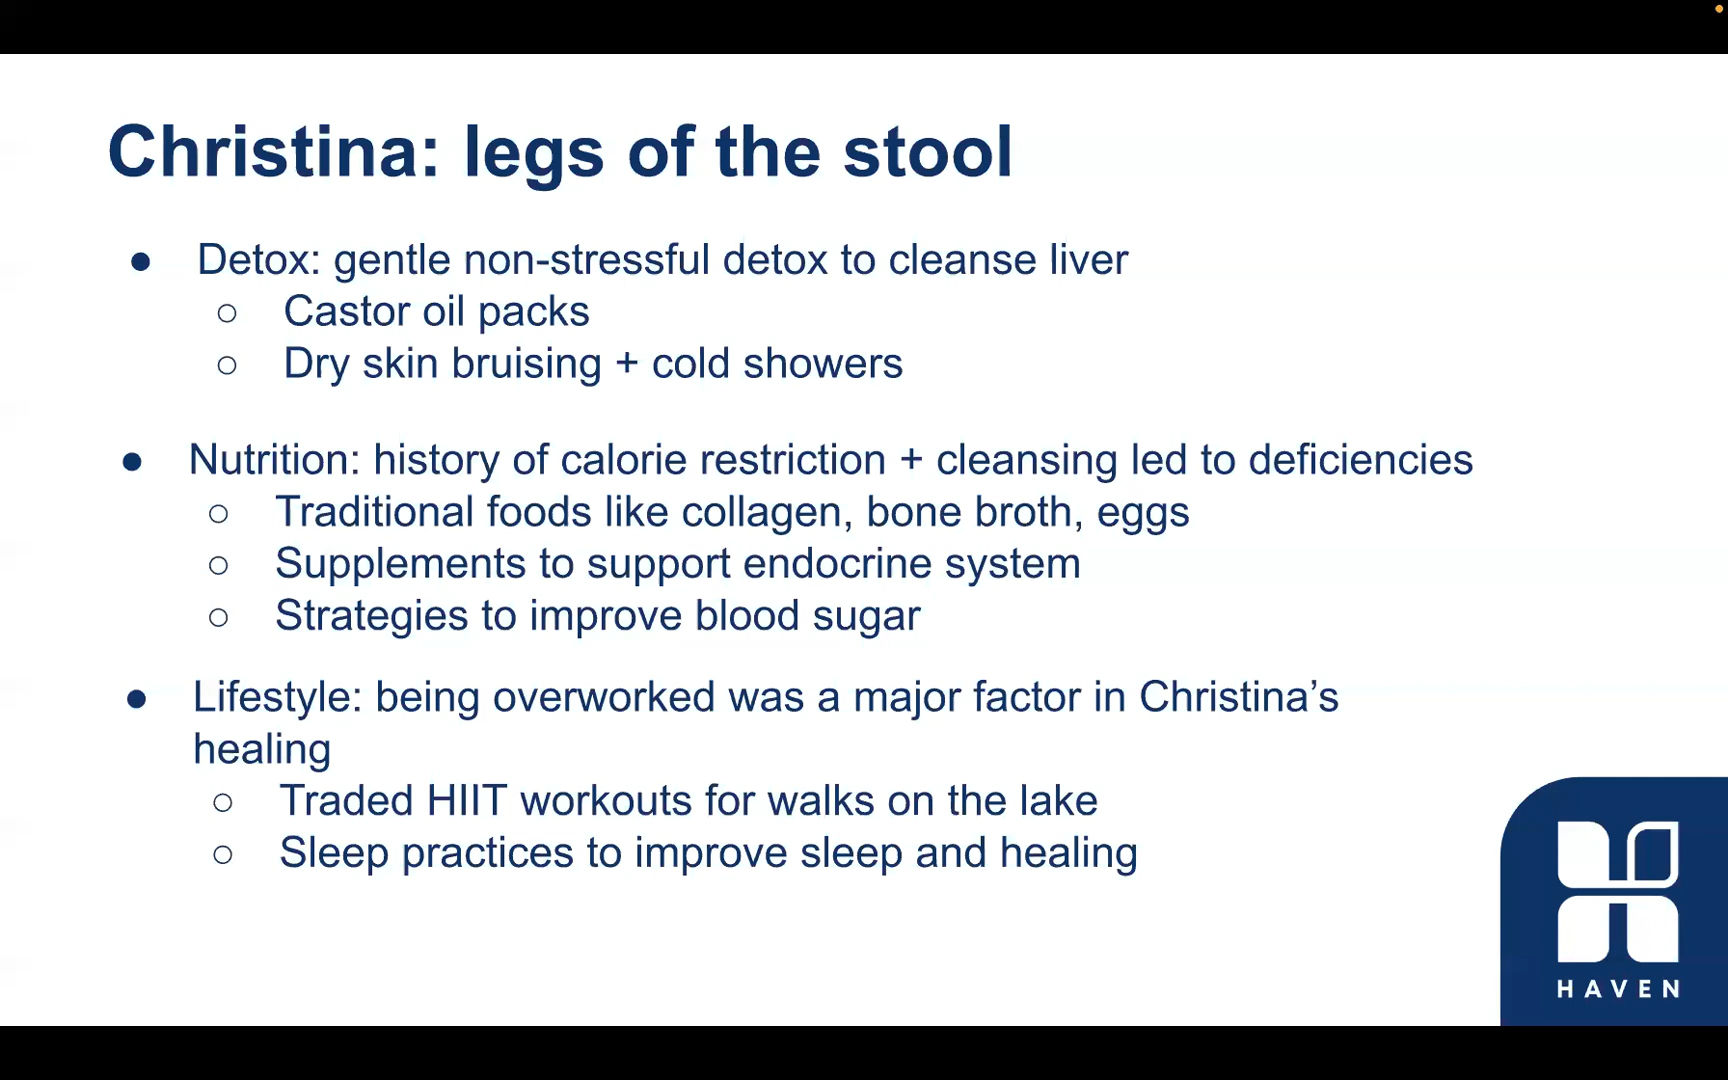 Christina: legs of the stool
● Detox: gentle non-stressful detox to cleanse liver
○ Castor oil packs
○ Dry skin bruising + cold showers
● Nutrition: history of calorie restriction + cleansing led to deficiencies
○ Traditional foods like collagen, bone broth, eggs
○ Supplements to support endocrine system
○ Strategies to improve blood sugar
● Lifestyle: being overworked was a major factor in Christina’s
healing
○ Traded HIIT workouts for walks on the lake
○ Sleep practices to improve sleep and healing
HAVEN